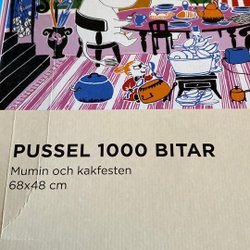 PUSSEL 1000 BITAR
Mumin och kakfesten
68x48 cm